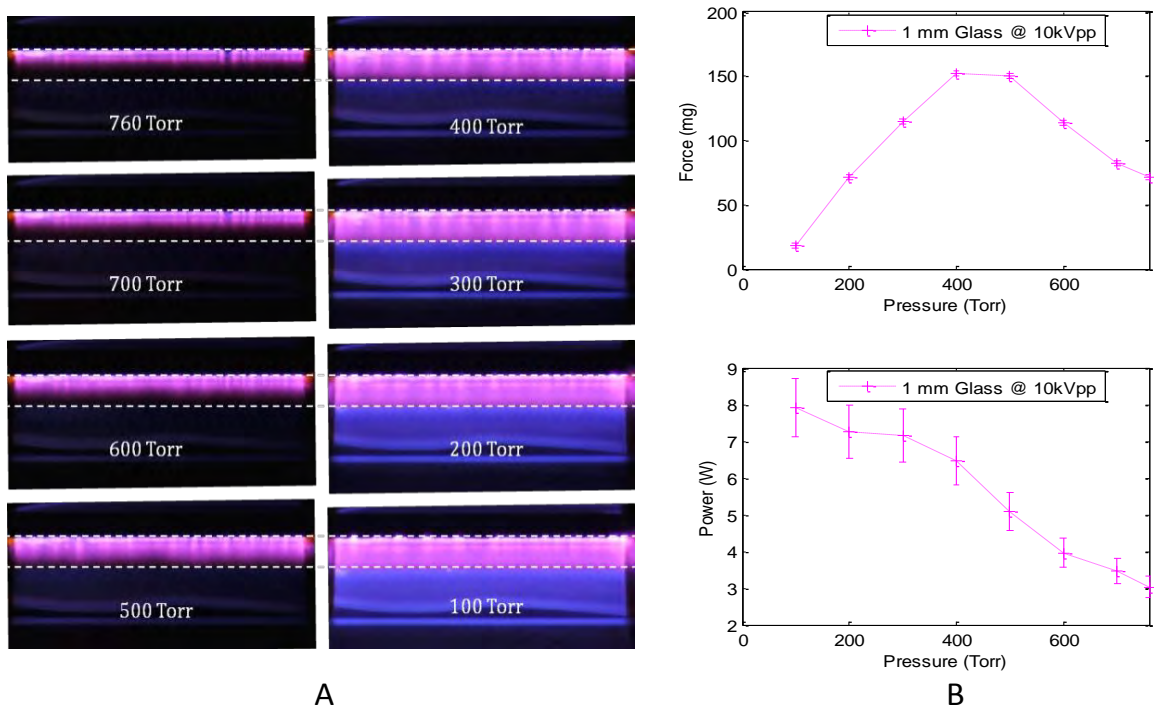 760 Torr
400 Torr
700 Torr
300 Torr
600 Torr
200 Torr
500 Torr
100 Torr
A
200
150
100
50
0
Force (mg)
1 mm Glass @ 10kVpp
0
200
400
600
Pressure (Torr)
9
8
7
6
5
4
3
2
Power (W)
1 mm Glass @ 10kVpp
0
200
400
600
Pressure (Torr)
B